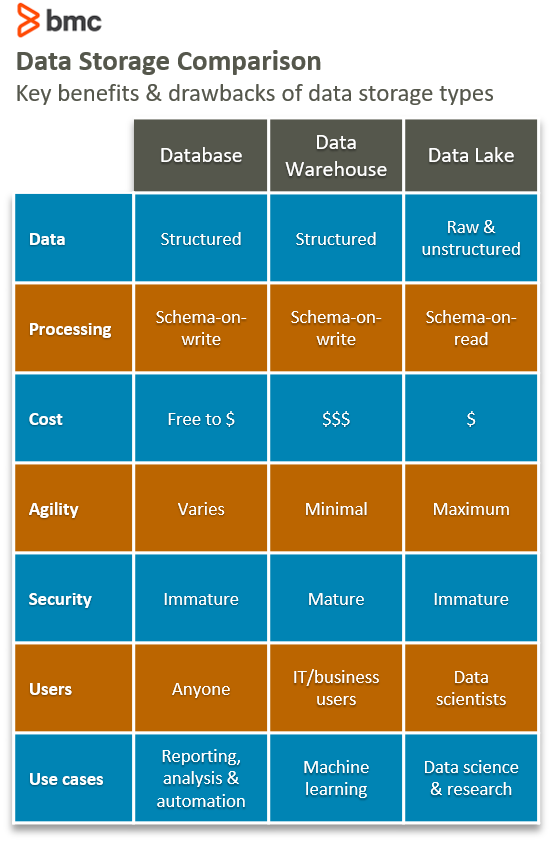 bmc
Data Storage Comparison
Key benefits & drawbacks of data storage types
Database
Data
Warehouse
Data Lake
Data
Structured
Structured
Raw &
unstructured
Processing
Schema-on-
write
Schema-on-
write
Schema-on-
read
Cost
Free to $
$$$
$
Agility
Varies
Minimal
Maximum
Security
Immature
Mature
Immature
Users
Anyone
IT/business
users
Data
scientists
Use cases
Reporting,
analysis &
automation
Machine
learning
Data science
& research